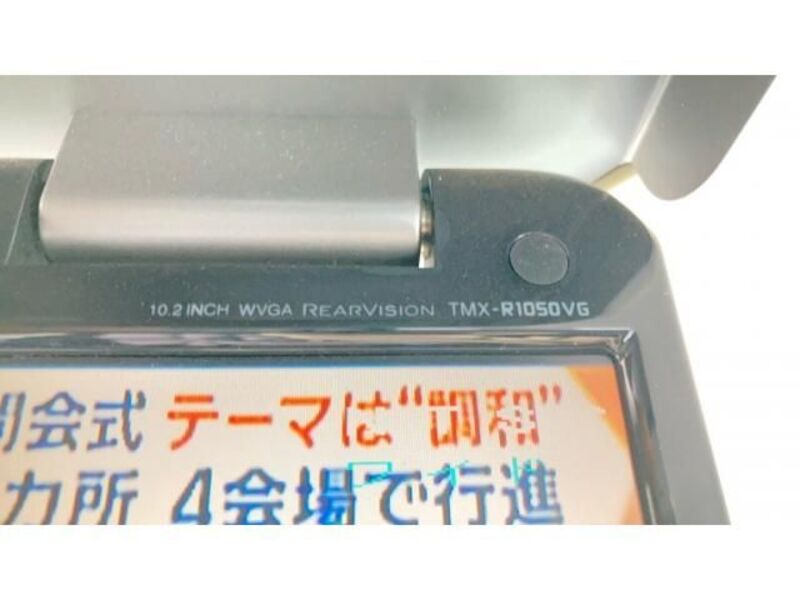 10.2 INCH WVGA REARVISION TMX-R1050VG
開会式 テーマは“調和”
カ所 4会場で行進